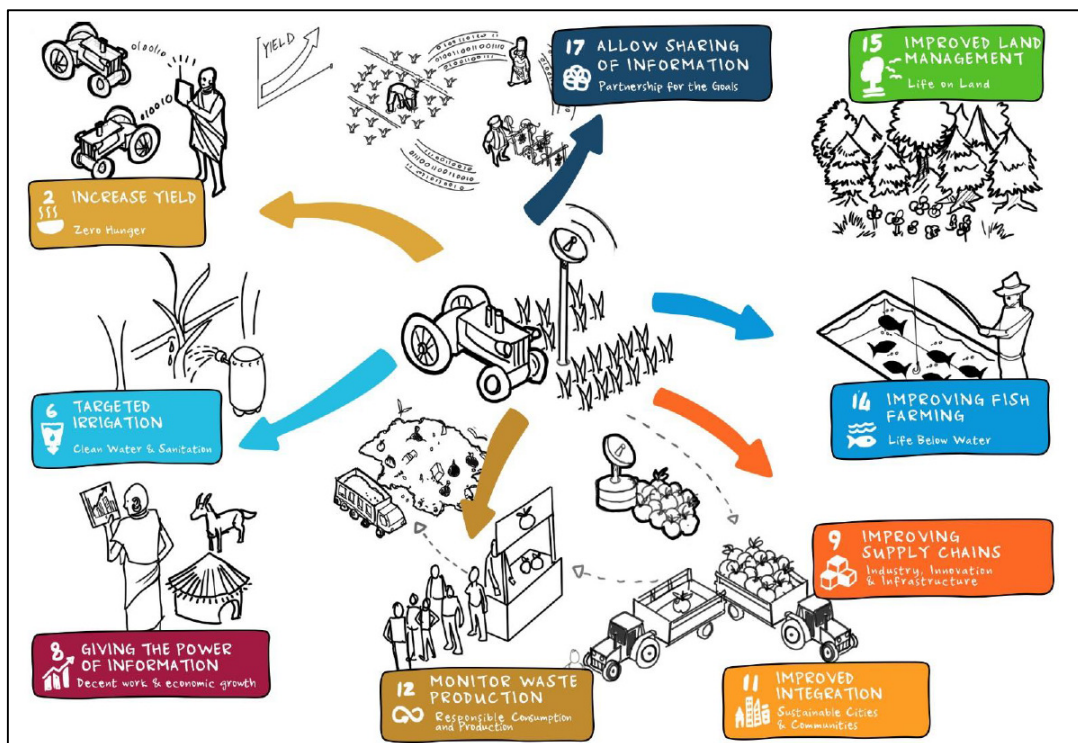 YIELD
17 ALLOW SHARING
OF INFORMATION
Partnership for the Goals
15 IMPROVED LAND
MANAGEMENT
Life on Land
2 INCREASE YIELD
Zero Hunger
6 TARGETED
IRRIGATION
Clean Water & Sanitation
14 IMPROVING FISH
FARMING
Life Below Water
8 GIVING THE POWER
OF INFORMATION
Decent work & economic growth
9 IMPROVING
SUPPLY CHAINS
Industry, Innovation
& Infrastructure
12 MONITOR WASTE
PRODUCTION
Responsible Consumption
and Production
11 IMPROVED
INTEGRATION
Sustainable Cities
& Communities